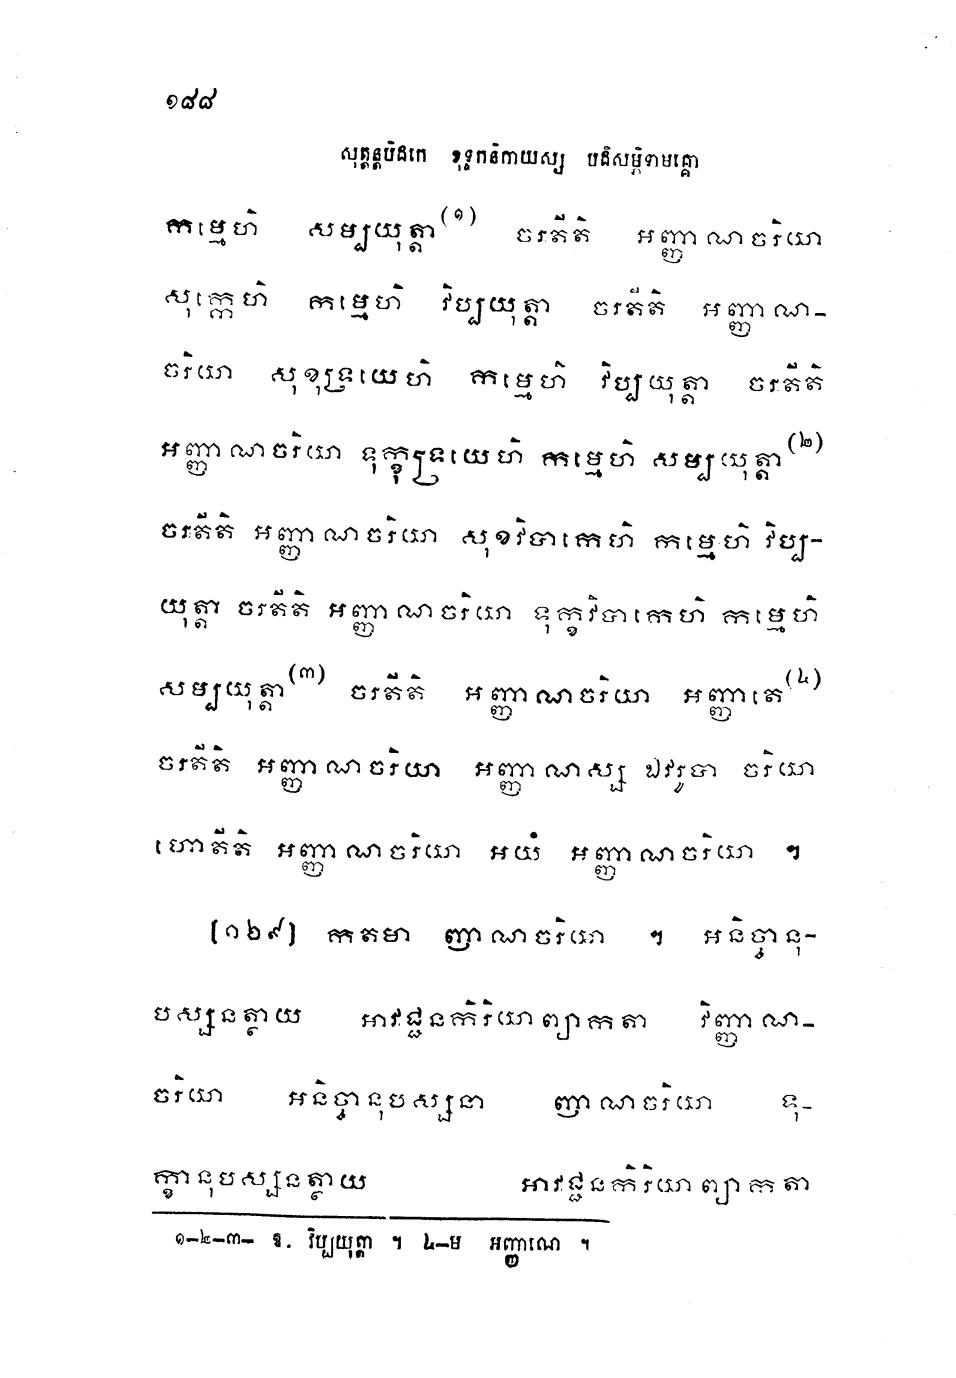 ១៨៨
សុត្តន្តបិដកេ ខុទ្ទកនិកាយស្ស បដិសម្ភិទាមគ្គោ
កម្មេហិ សម្បយុត្តា(១) ចរតីតិ អញ្ញាណចរិយា
សុក្កេហិ កម្មេហិ វិប្បយុត្តា ចរតីតិ អញ្ញាណ-
ចរិយា សុខុទ្រយេហិ កម្មេហិ វិប្បយុត្តា ចរតីតិ
អញ្ញាណចរិយា ទុក្ខុទ្រយេហិ កម្មេហិ សម្បយុត្តា(២)
ចរតីតិ អញ្ញាណចរិយា សុខវិបាកេហិ កម្មេហិ វិប្ប-
យុត្តា ចរតីតិ អញ្ញាណចរិយា ទុក្ខវិបាកេហិ កម្មេហិ
សម្បយុត្តា(៣) ចរតីតិ អញ្ញាណចរិយា អញ្ញាតេ(៤)
ចរតីតិ អញ្ញាណចរិយា អញ្ញាណស្ស ឯវរូបា ចរិយា
ហោតីតិ អញ្ញាណចរិយា អយំ អញ្ញាណចរិយា ។
[១២៩] កតមា ញាណចរិយា ។ អនិច្ចានុ-
បស្សនត្ថាយ អាវជ្ជនកិរិយាព្យាកតា វិញ្ញាណ-
ចរិយា អនិច្ចានុបស្សនា ញាណចរិយា ទុ-
ក្ខានុបស្សនត្ថាយ អាវជ្ជនកិរិយាព្យាកតា
១-២-៣- ឱ. វិប្បយុត្តា ។ ៤-ម អញ្ញាណេ ។